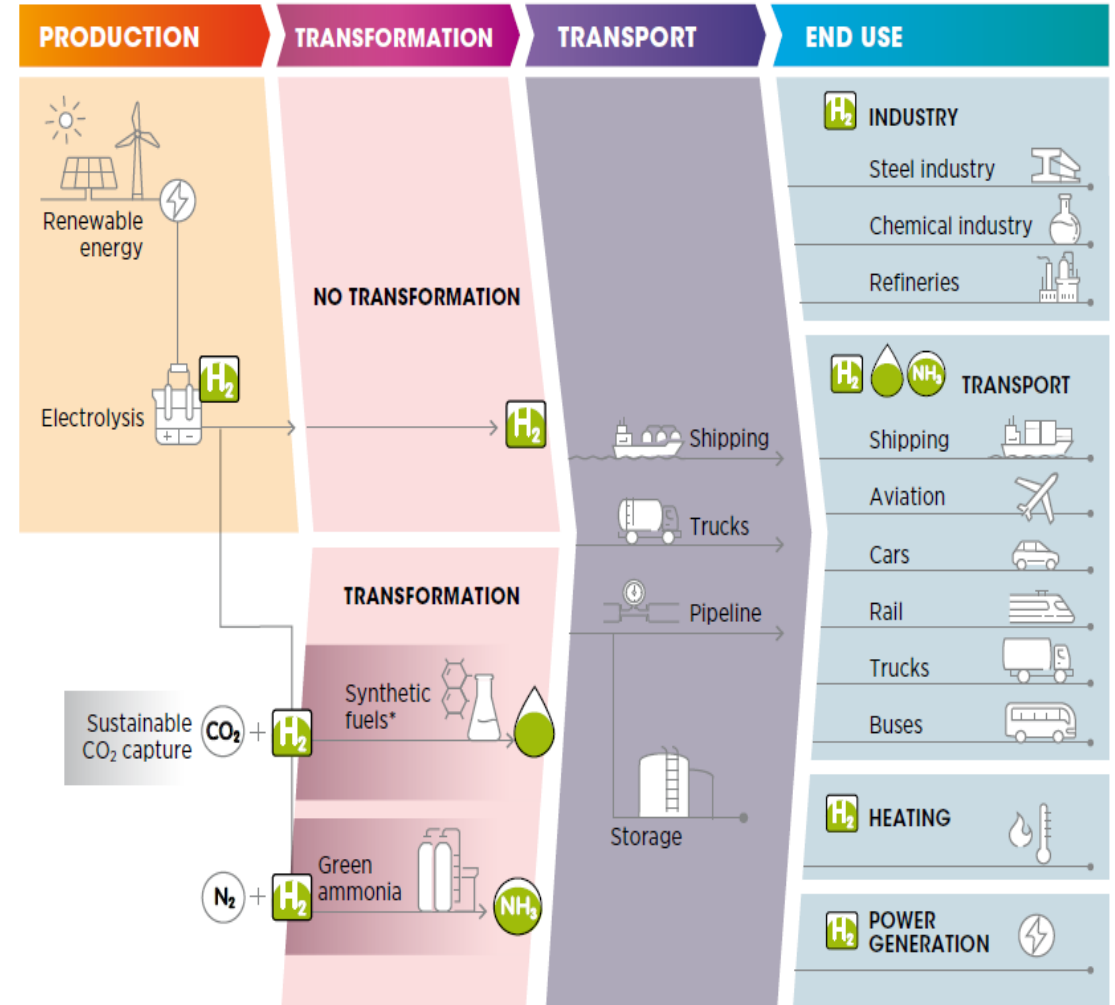 PRODUCTION
TRANSFORMATION
TRANSPORT
END USE
Renewable
energy
Electrolysis
+ −
H₂
NO TRANSFORMATION
H₂
TRANSFORMATION
Sustainable
CO₂ capture
CO₂ + H₂
Synthetic
fuels*
N₂ + H₂
Green
ammonia
NH₃
Shipping
Trucks
Pipeline
Storage
H₂ INDUSTRY
Steel industry
Chemical industry
Refineries
H₂ NH₃ TRANSPORT
Shipping
Aviation
Cars
Rail
Trucks
Buses
H₂ HEATING
H₂ POWER
GENERATION